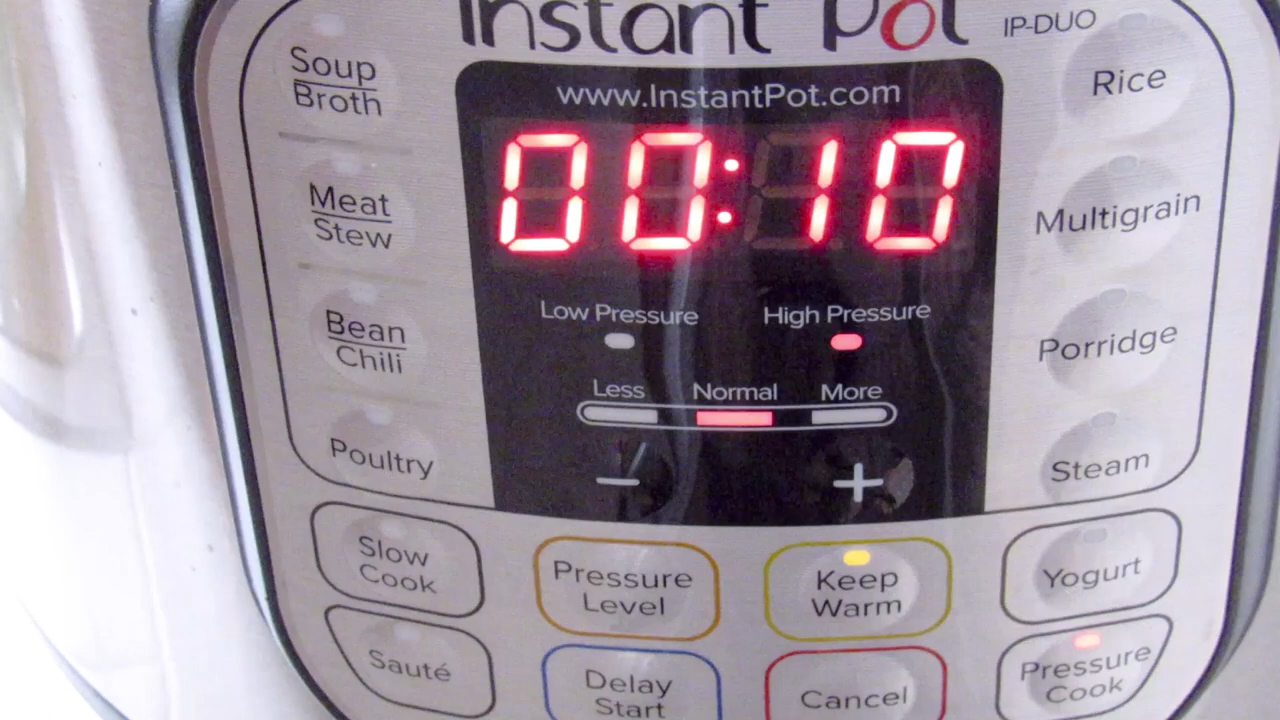 Instant Pot IP-DUO
www.InstantPot.com
00:10
Low Pressure
High Pressure
Less
Normal
More
−
+
Soup
Broth
Meat
Stew
Bean
Chili
Poultry
Rice
Multigrain
Porridge
Steam
Slow
Cook
Pressure
Level
Keep
Warm
Yogurt
Sauté
Delay
Start
Cancel
Pressure
Cook